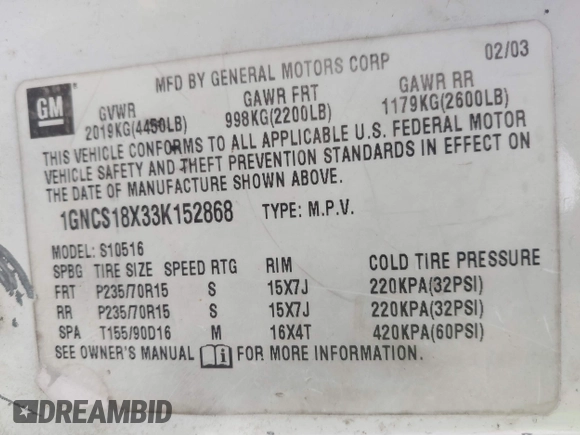 MFD BY GENERAL MOTORS CORP 02/03
GM
GVWR GAWR FRT GAWR RR
2019KG(4450LB) 998KG(2200LB) 1179KG(2600LB)
THIS VEHICLE CONFORMS TO ALL APPLICABLE U.S. FEDERAL MOTOR
VEHICLE SAFETY AND THEFT PREVENTION STANDARDS IN EFFECT ON
THE DATE OF MANUFACTURE SHOWN ABOVE.
1GNCS18X33K152868 TYPE: M.P.V.
MODEL: S10516
SPBG TIRE SIZE SPEED RTG RIM COLD TIRE PRESSURE
FRT P235/70R15 S 15X7J 220KPA(32PSI)
RR P235/70R15 S 15X7J 220KPA(32PSI)
SPA T155/90D16 M 16X4T 420KPA(60PSI)
SEE OWNER'S MANUAL i FOR MORE INFORMATION.
DREAMBID